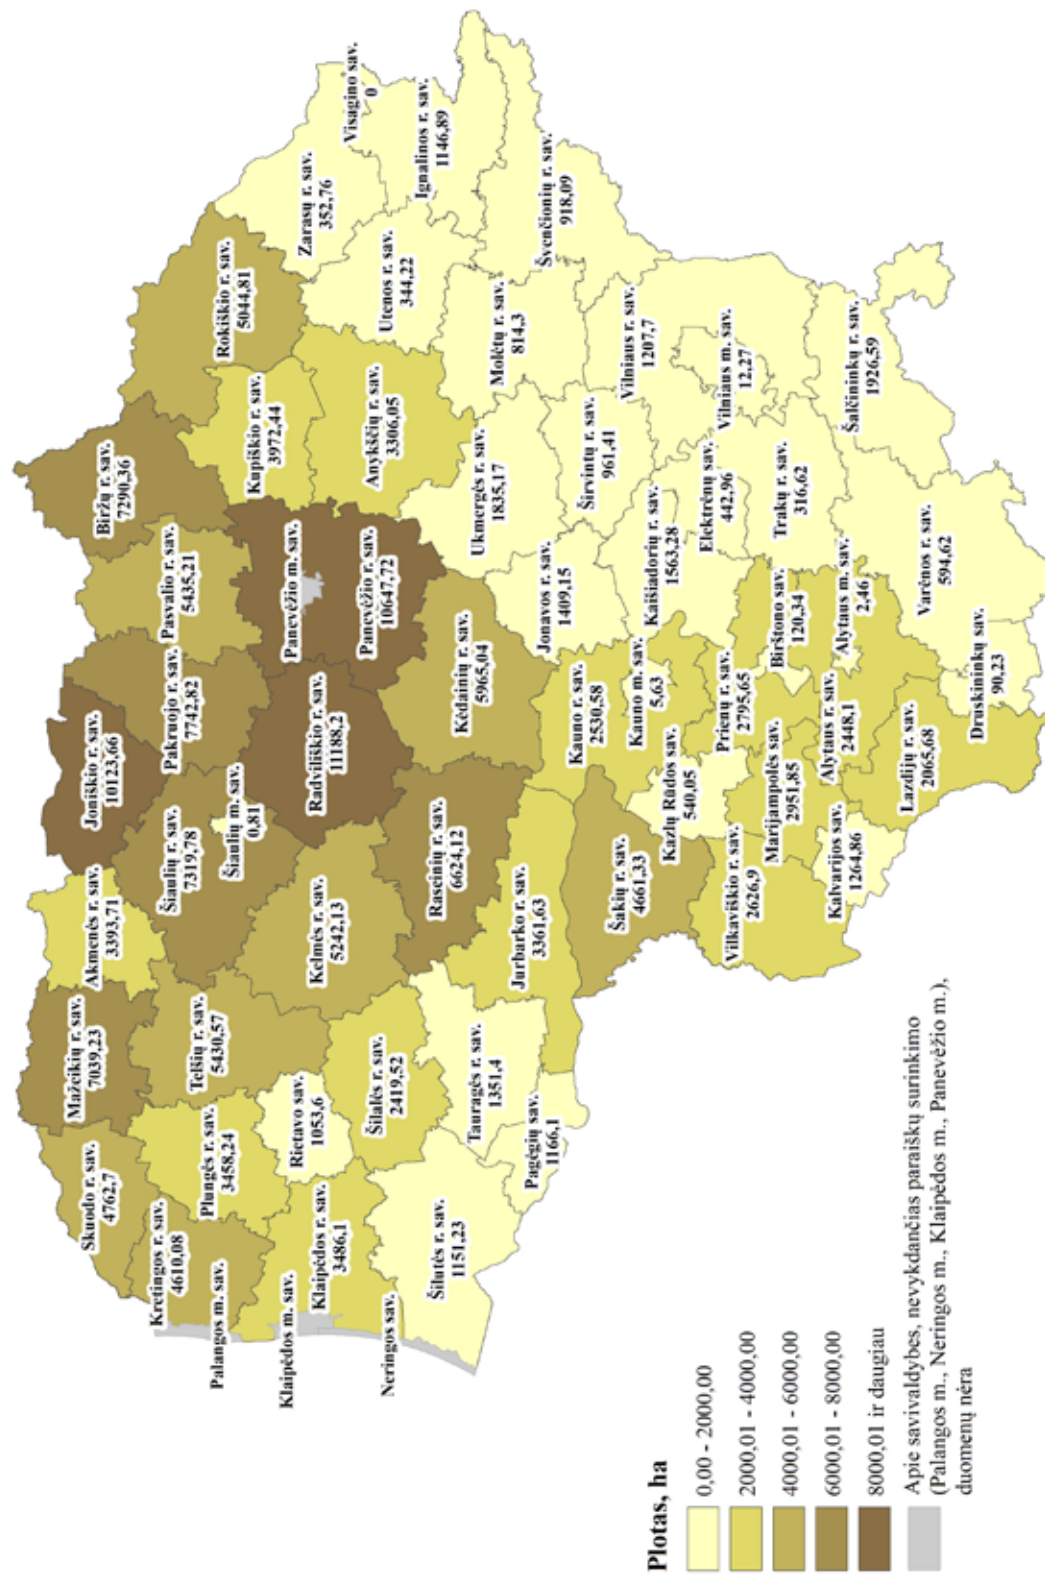 Skuodo r. sav.
4762,7
Mažeikių r. sav.
7039,23
Akmenės r. sav.
3393,71
Joniškio r. sav.
10123,66
Pakruojo r. sav.
7742,82
Pasvalio r. sav.
5435,21
Biržų r. sav.
7290,36
Rokiškio r. sav.
5044,81
Zarasų r. sav.
352,76
Visagino sav.
0
Kretingos r. sav.
4610,08
Plungės r. sav.
3458,24
Telšių r. sav.
5430,57
Šiaulių r. sav.
7319,78
Šiaulių m. sav.
0,81
Kupiškio r. sav.
3972,44
Ignalinos r. sav.
1146,89
Palangos m. sav.
Klaipėdos m. sav.
Klaipėdos r. sav.
3486,1
Rietavo sav.
1053,6
Kelmės r. sav.
5242,13
Radviliškio r. sav.
11188,2
Panevėžio m. sav.
Panevėžio r. sav.
10647,72
Anykščių r. sav.
3306,05
Utenos r. sav.
344,22
Neringos sav.
Šilalės r. sav.
2419,52
Raseinių r. sav.
6624,12
Kėdainių r. sav.
5965,04
Šilutės r. sav.
1151,23
Tauragės r. sav.
1351,4
Pagėgių sav.
1166,1
Jurbarko r. sav.
3361,63
Ukmergės r. sav.
1835,17
Molėtų r. sav.
814,3
Švenčionių r. sav.
918,09
Jonavos r. sav.
1409,15
Širvintų r. sav.
961,41
Kauno r. sav.
2530,58
Kauno m. sav.
5,63
Šakių r. sav.
4661,33
Kazlų Rūdos sav.
540,05
Kaišiadorių r. sav.
1563,28
Vilniaus r. sav.
1207,7
Elektrėnų sav.
442,96
Vilniaus m. sav.
12,27
Vilkaviškio r. sav.
2626,9
Marijampolės sav.
2951,85
Prienų r. sav.
2795,65
Birštono sav.
120,34
Trakų r. sav.
316,62
Kalvarijos sav.
1264,86
Alytaus r. sav.
2448,1
Alytaus m. sav.
2,46
Šalčininkų r. sav.
1926,59
Lazdijų r. sav.
2065,68
Varėnos r. sav.
594,62
Druskininkų sav.
90,23
Plotas, ha
0,00 - 2000,00
2000,01 - 4000,00
4000,01 - 6000,00
6000,01 - 8000,00
8000,01 ir daugiau
Apie savivaldybes, nevykdančias paraiškų surinkimo
(Palangos m., Neringos m., Klaipėdos m., Panevėžio m.),
duomenų nėra